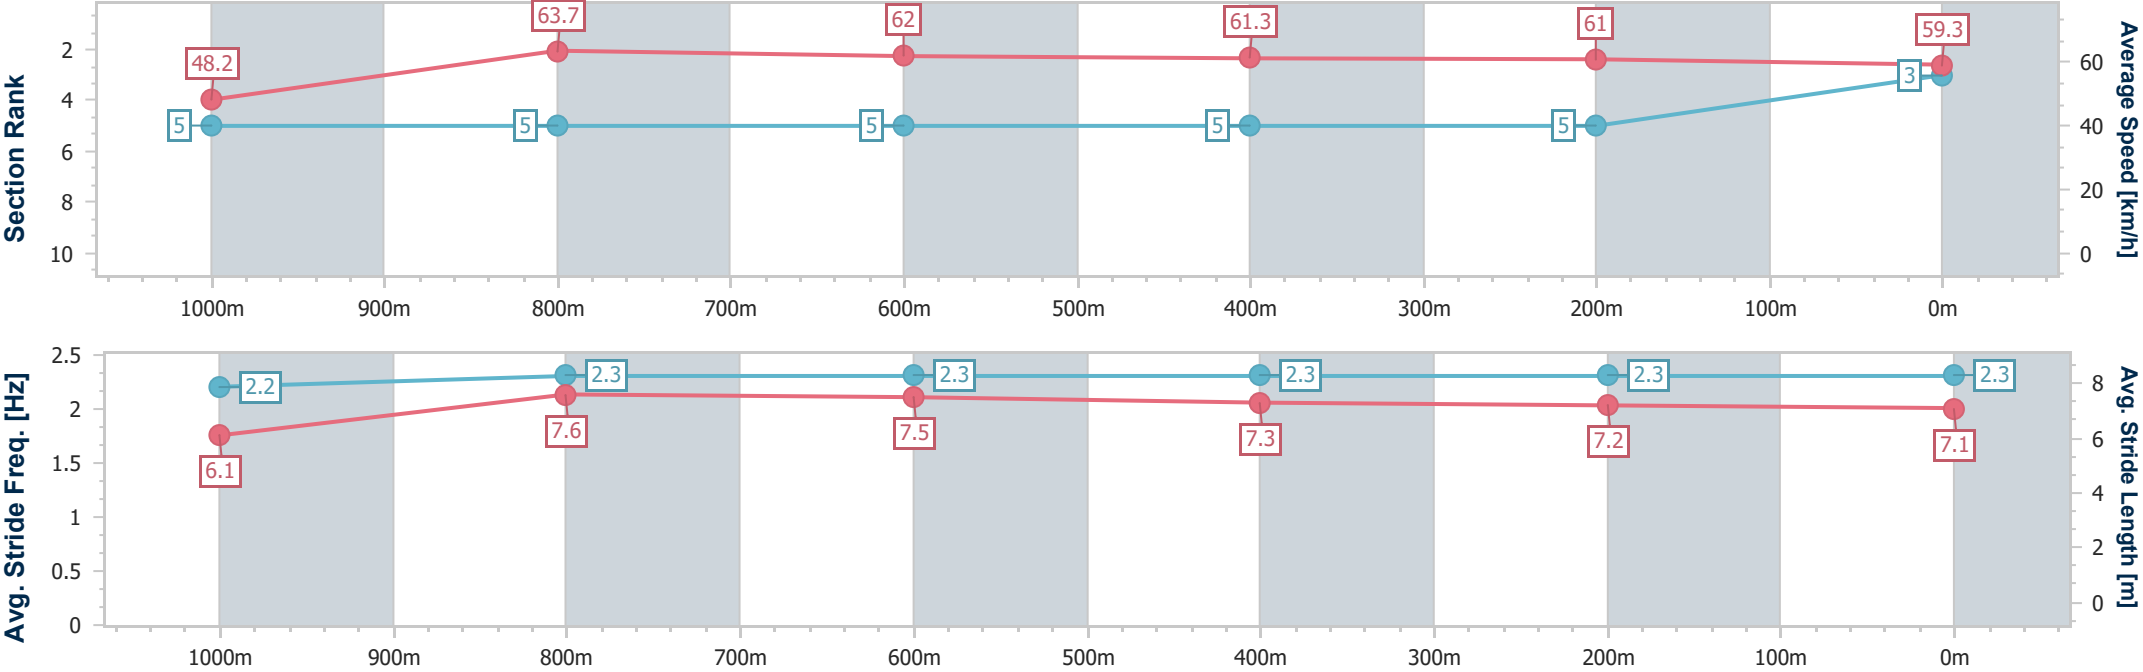 Section Rank
2
4
6
8
10
48.2
63.7
62
61.3
61
59.3
5
5
5
5
5
3
60
40
20
0
Average Speed [km/h]
1000m
900m
800m
700m
600m
500m
400m
300m
200m
100m
0m
Avg. Stride Freq. [Hz]
2.5
2
1.5
1
0.5
0
2.2
2.3
2.3
2.3
2.3
2.3
6.1
7.6
7.5
7.3
7.2
7.1
8
6
4
2
0
Avg. Stride Length [m]
1000m
900m
800m
700m
600m
500m
400m
300m
200m
100m
0m